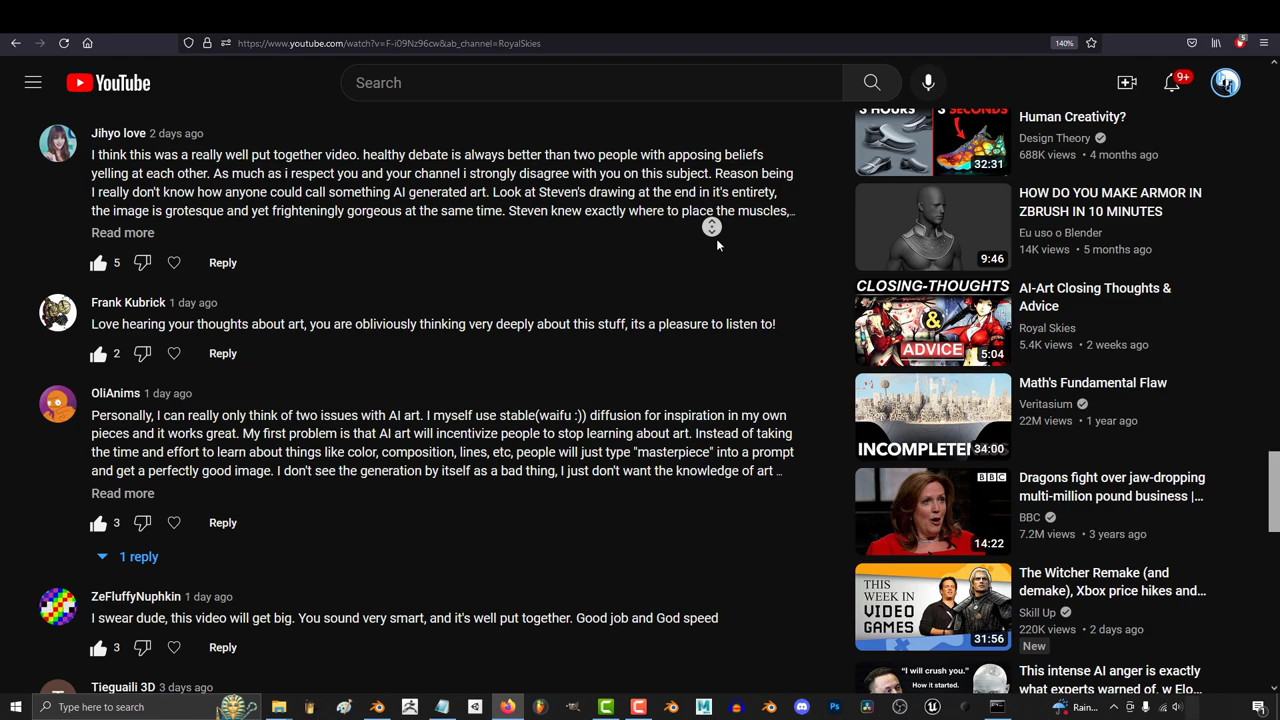 https://www.youtube.com/watch?v=F-i09Nz96cw&ab_channel=RoyalSkies
140%
5
YouTube
Search
9+
Jihyo love 2 days ago
I think this was a really well put together video. healthy debate is always better than two people with apposing beliefs
yelling at each other. As much as i respect you and your channel i strongly disagree with you on this subject. Reason being
I really don't know how anyone could call something AI generated art. Look at Steven's drawing at the end in it's entirety,
the image is grotesque and yet frighteningly gorgeous at the same time. Steven knew exactly where to place the muscles,…
Read more
5
Reply
Frank Kubrick 1 day ago
Love hearing your thoughts about art, you are obliviously thinking very deeply about this stuff, its a pleasure to listen to!
2
Reply
OliAnims 1 day ago
Personally, I can really only think of two issues with AI art. I myself use stable(waifu :)) diffusion for inspiration in my own
pieces and it works great. My first problem is that AI art will incentivize people to stop learning about art. Instead of taking
the time and effort to learn about things like color, composition, lines, etc, people will just type "masterpiece" into a prompt
and get a perfectly good image. I don't see the generation by itself as a bad thing, I just don't want the knowledge of art …
Read more
3
Reply
1 reply
ZeFluffyNuphkin 1 day ago
I swear dude, this video will get big. You sound very smart, and it's well put together. Good job and God speed
3
Reply
Tieguaili 3D 3 days ago
3 HOURS
3 SECONDS
32:31
Human Creativity?
Design Theory
688K views • 4 months ago
9:46
HOW DO YOU MAKE ARMOR IN
ZBRUSH IN 10 MINUTES
Eu uso o Blender
14K views • 5 months ago
CLOSING-THOUGHTS
&
ADVICE
5:04
AI-Art Closing Thoughts &
Advice
Royal Skies
5.4K views • 2 weeks ago
INCOMPLETE
34:00
Math's Fundamental Flaw
Veritasium
22M views • 1 year ago
BBC
14:22
Dragons fight over jaw-dropping
multi-million pound business |…
BBC
7.2M views • 3 years ago
THIS
WEEK IN
VIDEO
GAMES
31:56
The Witcher Remake (and
demake), Xbox price hikes and…
Skill Up
220K views • 2 days ago
New
"I will crush you."
How it started.
This intense AI anger is exactly
what experts warned of, w Elo…
Type here to search
Rain...